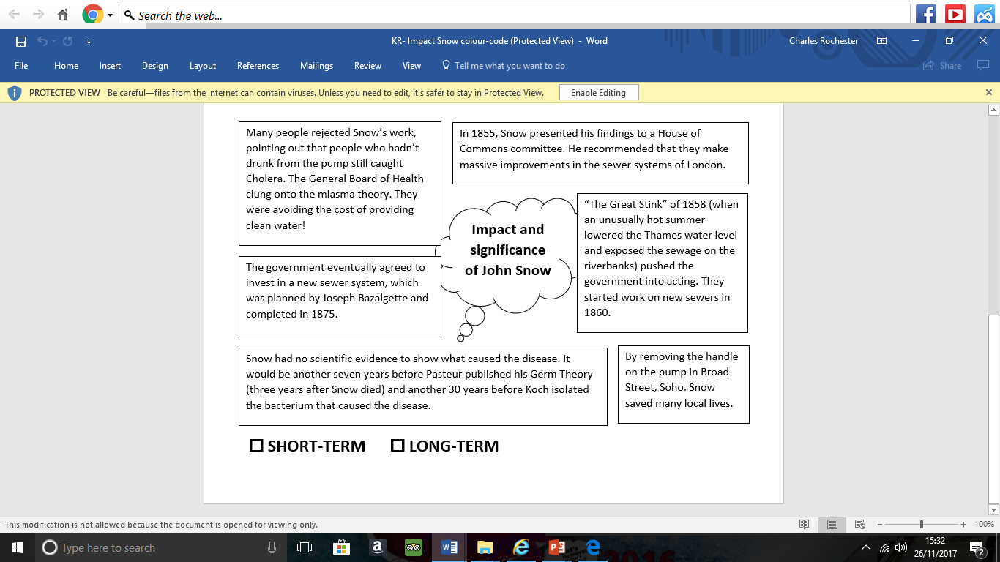 Search the web...
KR- Impact Snow colour-code (Protected View) - Word
Charles Rochester
File Home Insert Design Layout References Mailings Review View Tell me what you want to do Share
PROTECTED VIEW Be careful—files from the Internet can contain viruses. Unless you need to edit, it's safer to stay in Protected View. Enable Editing
Many people rejected Snow's work,
pointing out that people who hadn't
drunk from the pump still caught
Cholera. The General Board of Health
clung onto the miasma theory. They
were avoiding the cost of providing
clean water!
In 1855, Snow presented his findings to a House of
Commons committee. He recommended that they make
massive improvements in the sewer systems of London.
Impact and
significance
of John Snow
"The Great Stink" of 1858 (when
an unusually hot summer
lowered the Thames water level
and exposed the sewage on the
riverbanks) pushed the
government into acting. They
started work on new sewers in
1860.
The government eventually agreed to
invest in a new sewer system, which
was planned by Joseph Bazalgette and
completed in 1875.
Snow had no scientific evidence to show what caused the disease. It
would be another seven years before Pasteur published his Germ Theory
(three years after Snow died) and another 30 years before Koch isolated
the bacterium that caused the disease.
By removing the handle
on the pump in Broad
Street, Soho, Snow
saved many local lives.
SHORT-TERM LONG-TERM
This modification is not allowed because the document is opened for viewing only.
100%
Type here to search
15:32
26/11/2017
2